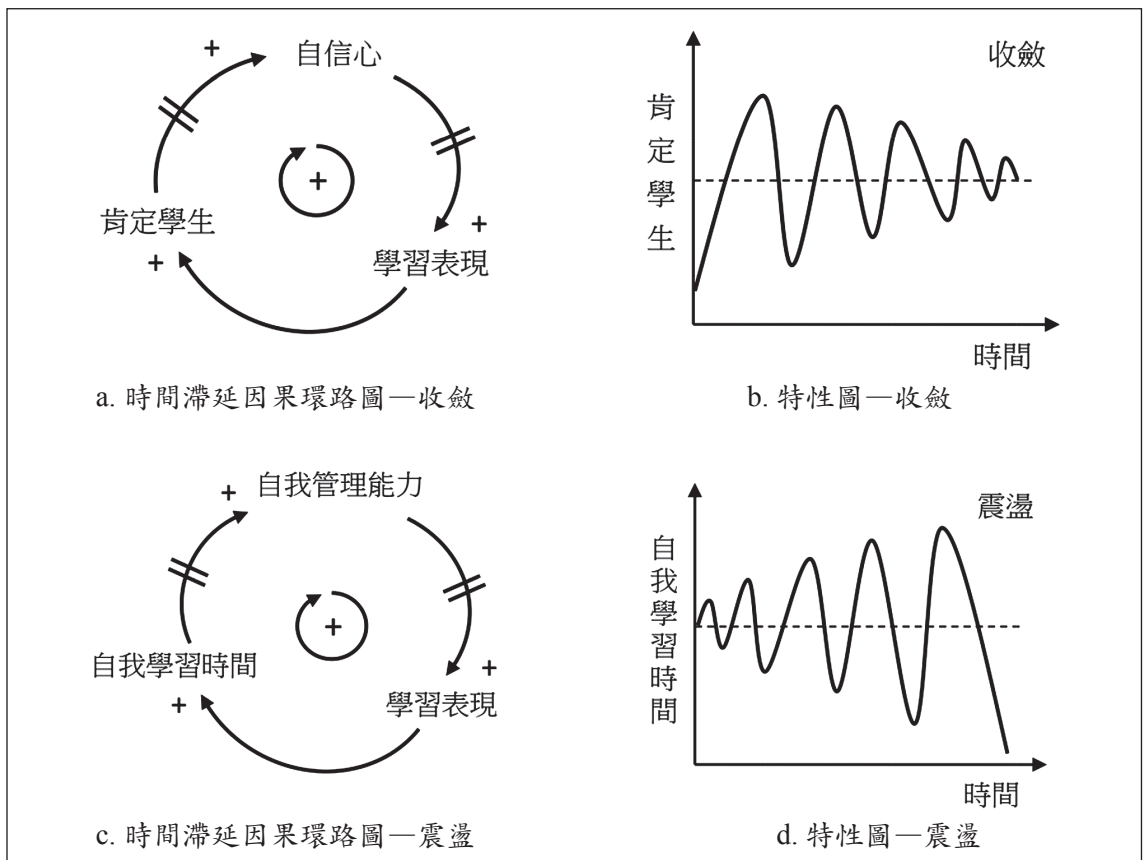 +
自信心
+
肯定學生
+
+
學習表現
收斂
肯定學生
時間
a. 時間滯延因果環路圖—收斂
b. 特性圖—收斂
+
自我管理能力
+
自我學習時間
+
+
學習表現
震盪
自我學習時間
時間
c. 時間滯延因果環路圖—震盪
d. 特性圖—震盪